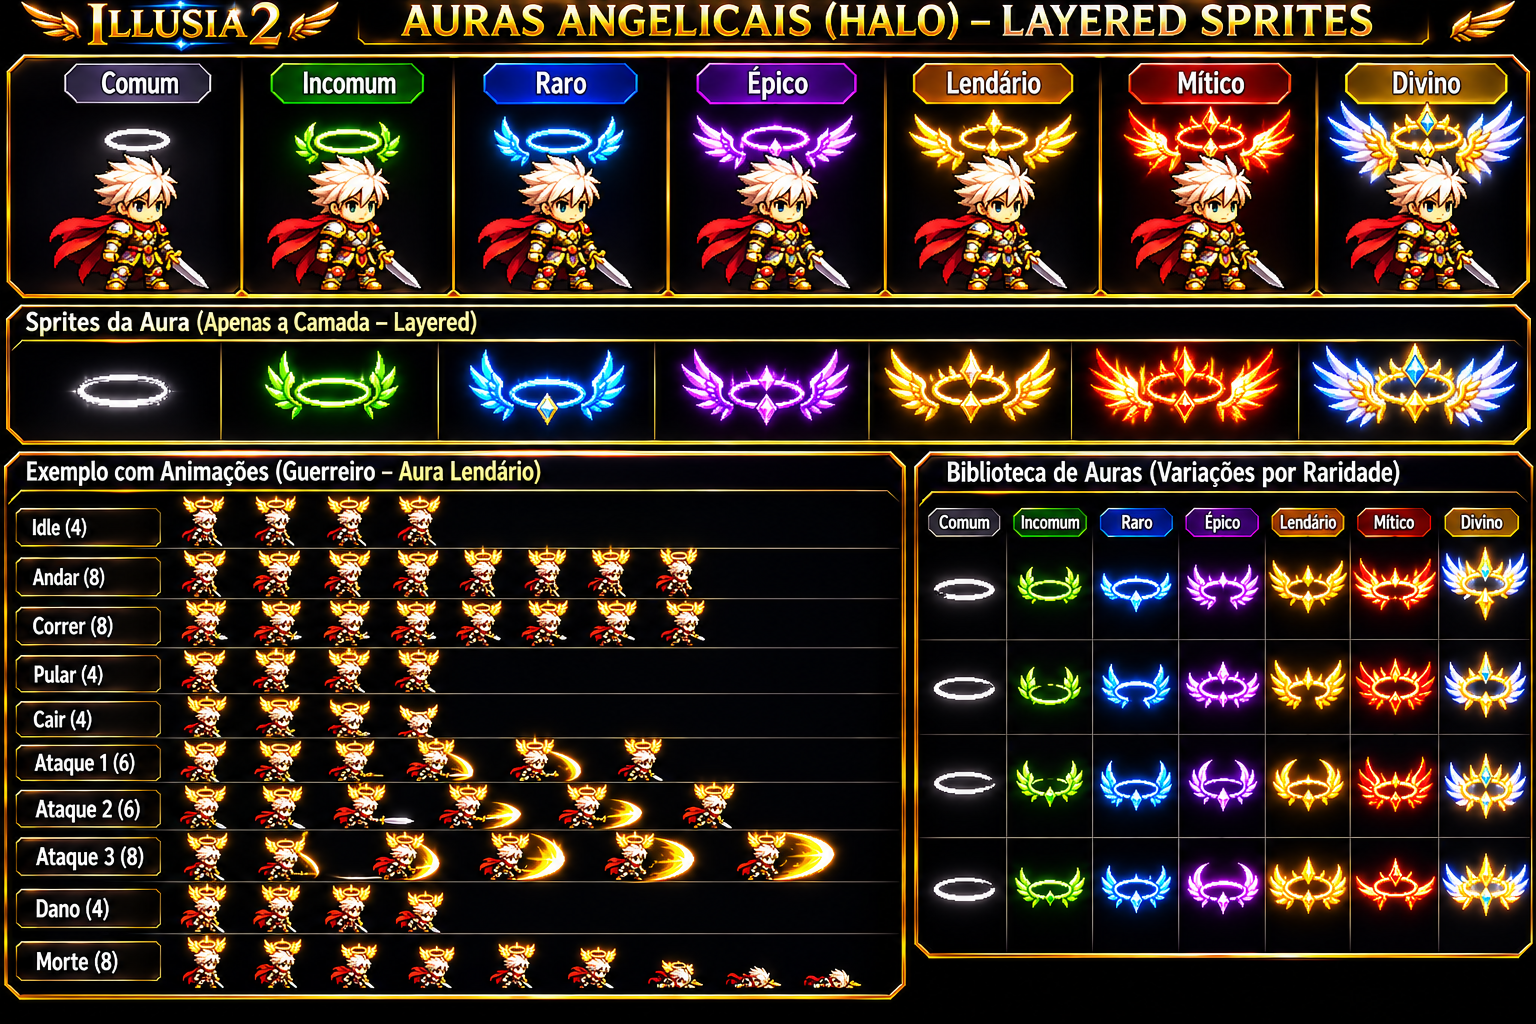 ILLUSIA 2
AURAS ANGELICAIS (HALO) – LAYERED SPRITES
Comum
Incomum
Raro
Épico
Lendário
Mítico
Divino
Sprites da Aura (Apenas a Camada – Layered)
Exemplo com Animações (Guerreiro – Aura Lendário)
Idle (4)
Andar (8)
Correr (8)
Pular (4)
Cair (4)
Ataque 1 (6)
Ataque 2 (6)
Ataque 3 (8)
Dano (4)
Morte (8)
Biblioteca de Auras (Variações por Raridade)
Comum
Incomum
Raro
Épico
Lendário
Mítico
Divino